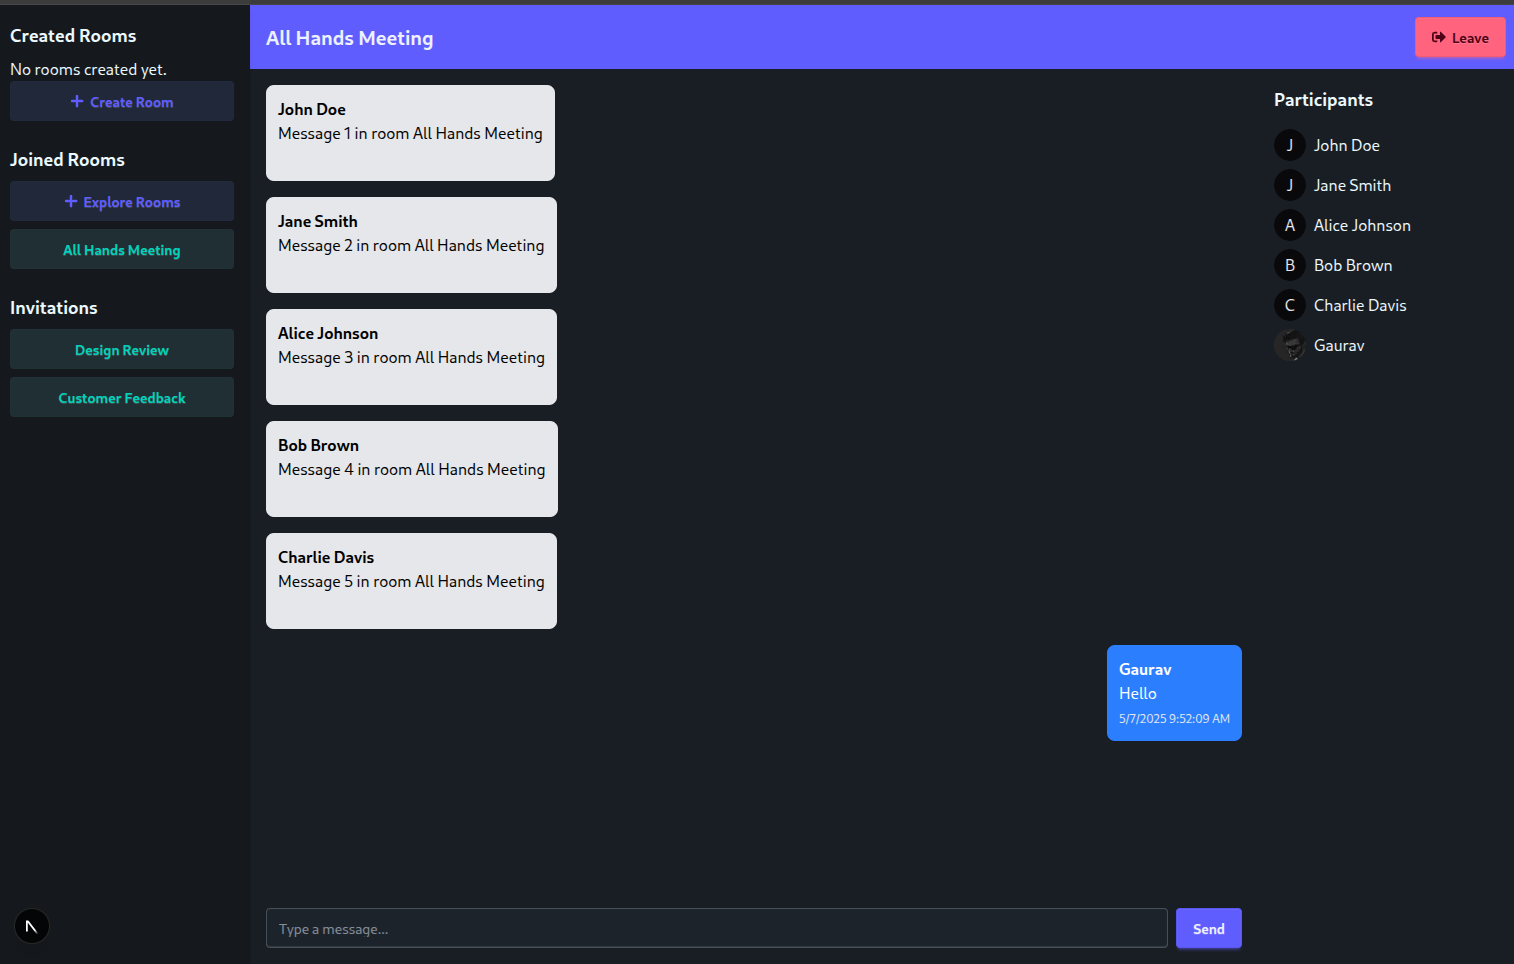 Created Rooms
No rooms created yet.
+ Create Room
Joined Rooms
+ Explore Rooms
All Hands Meeting
Invitations
Design Review
Customer Feedback
N
All Hands Meeting
Leave
John Doe
Message 1 in room All Hands Meeting
Jane Smith
Message 2 in room All Hands Meeting
Alice Johnson
Message 3 in room All Hands Meeting
Bob Brown
Message 4 in room All Hands Meeting
Charlie Davis
Message 5 in room All Hands Meeting
Gaurav
Hello
5/7/2025 9:52:09 AM
Type a message...
Send
Participants
J John Doe
J Jane Smith
A Alice Johnson
B Bob Brown
C Charlie Davis
Gaurav